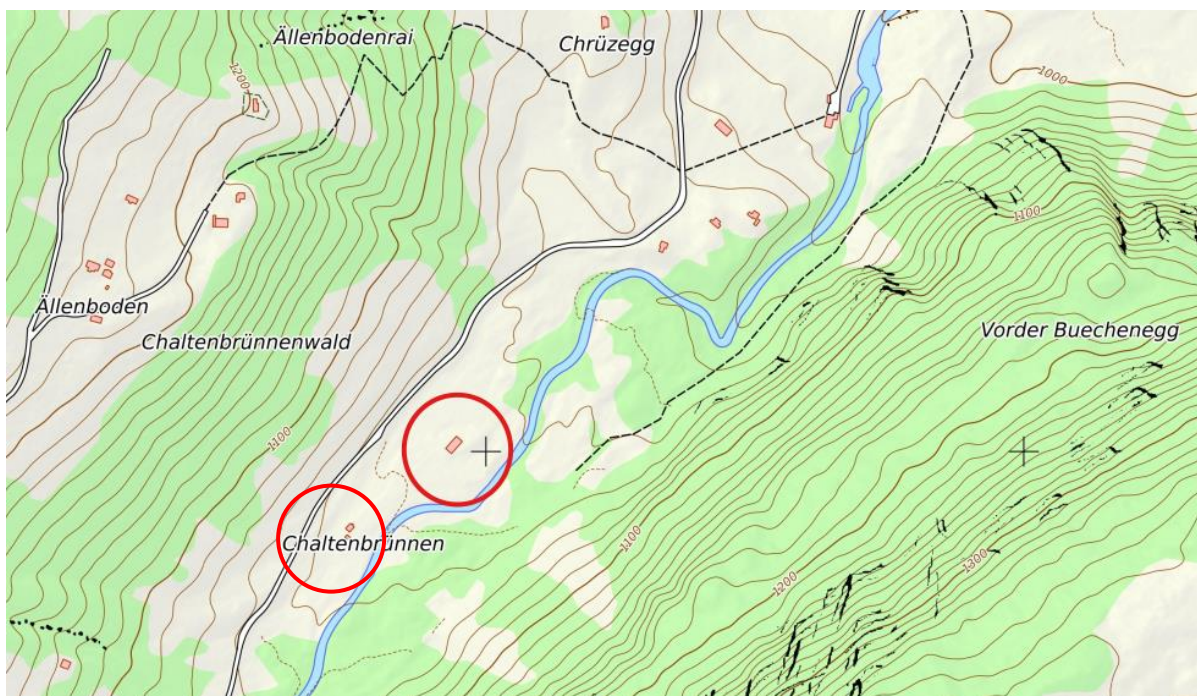 Ällenbodenrai
Chrüzegg
1200
1000
1100
Ällenboden
Chaltenbrünnenwald
Vorder Buechenegg
1100
Chaltenbrünnen
1100
1200
1300